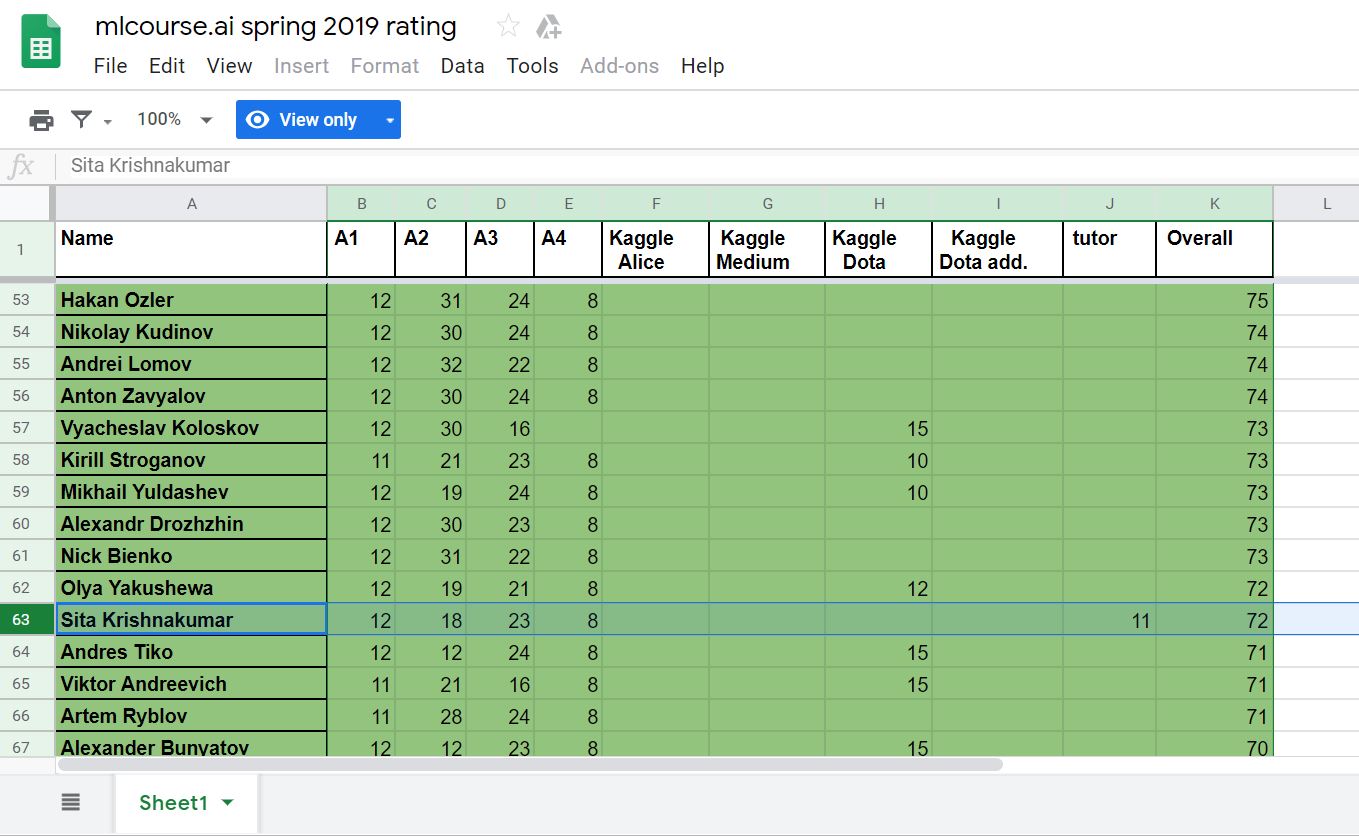 mlcourse.ai spring 2019 rating
File Edit View Insert Format Data Tools Add-ons Help
100% View only
fx Sita Krishnakumar
A B C D E F G H I J K L
1 Name A1 A2 A3 A4 Kaggle Alice Kaggle Medium Kaggle Dota Kaggle Dota add. tutor Overall
53 Hakan Ozler 12 31 24 8 75
54 Nikolay Kudinov 12 30 24 8 74
55 Andrei Lomov 12 32 22 8 74
56 Anton Zavyalov 12 30 24 8 74
57 Vyacheslav Koloskov 12 30 16 15 73
58 Kirill Stroganov 11 21 23 8 10 73
59 Mikhail Yuldashev 12 19 24 8 10 73
60 Alexandr Drozhzhin 12 30 23 8 73
61 Nick Bienko 12 31 22 8 73
62 Olya Yakushewa 12 19 21 8 12 72
63 Sita Krishnakumar 12 18 23 8 11 72
64 Andres Tiko 12 12 24 8 15 71
65 Viktor Andreevich 11 21 16 8 15 71
66 Artem Ryblov 11 28 24 8 71
67 Alexander Bunyatov 12 12 23 8 15 70
Sheet1